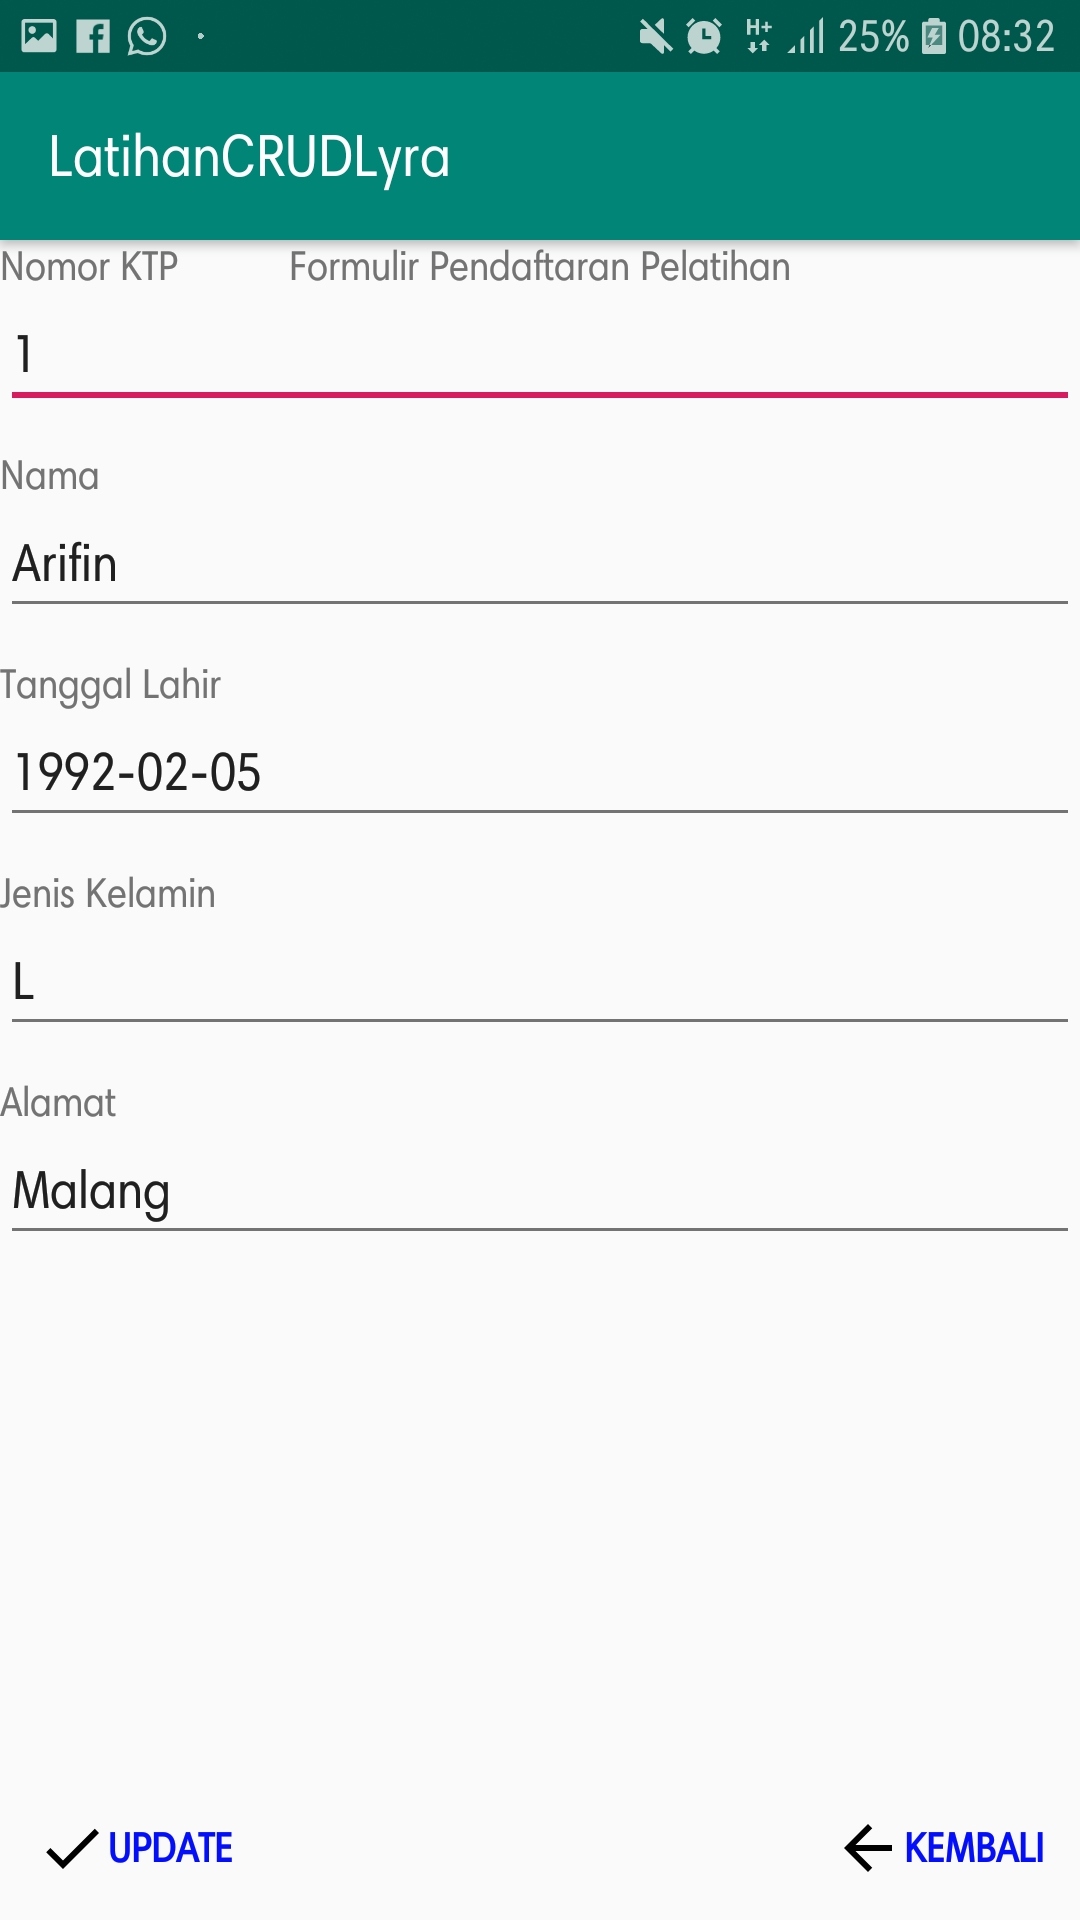 H+ 25% 08:32
LatihanCRUDLyra
Nomor KTP Formulir Pendaftaran Pelatihan
1
Nama
Arifin
Tanggal Lahir
1992-02-05
Jenis Kelamin
L
Alamat
Malang
UPDATE KEMBALI